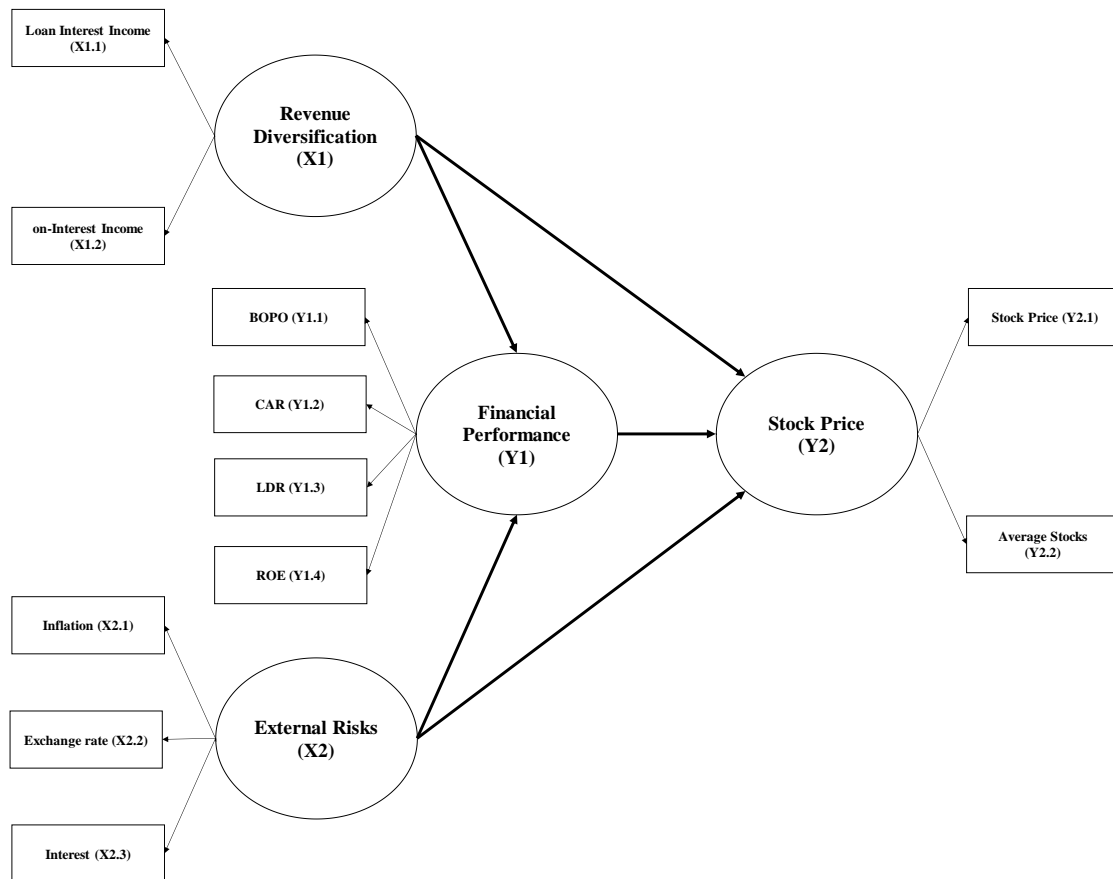 Loan Interest Income
(X1.1)
Revenue
Diversification
(X1)
on-Interest Income
(X1.2)
BOPO (Y1.1)
CAR (Y1.2)
LDR (Y1.3)
ROE (Y1.4)
Financial
Performance
(Y1)
Stock Price
(Y2)
Stock Price (Y2.1)
Average Stocks
(Y2.2)
Inflation (X2.1)
Exchange rate (X2.2)
Interest (X2.3)
External Risks
(X2)